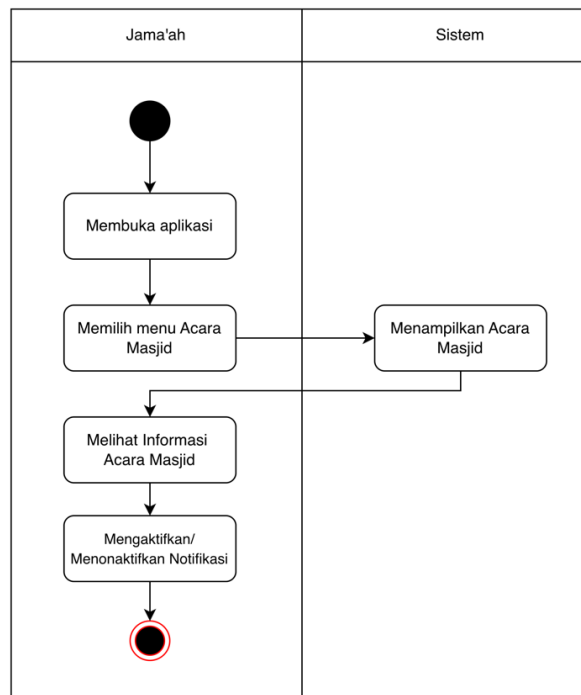 Jama'ah
Sistem
Membuka aplikasi
Memilih menu Acara
Masjid
Menampilkan Acara
Masjid
Melihat Informasi
Acara Masjid
Mengaktifkan/
Menonaktifkan Notifikasi